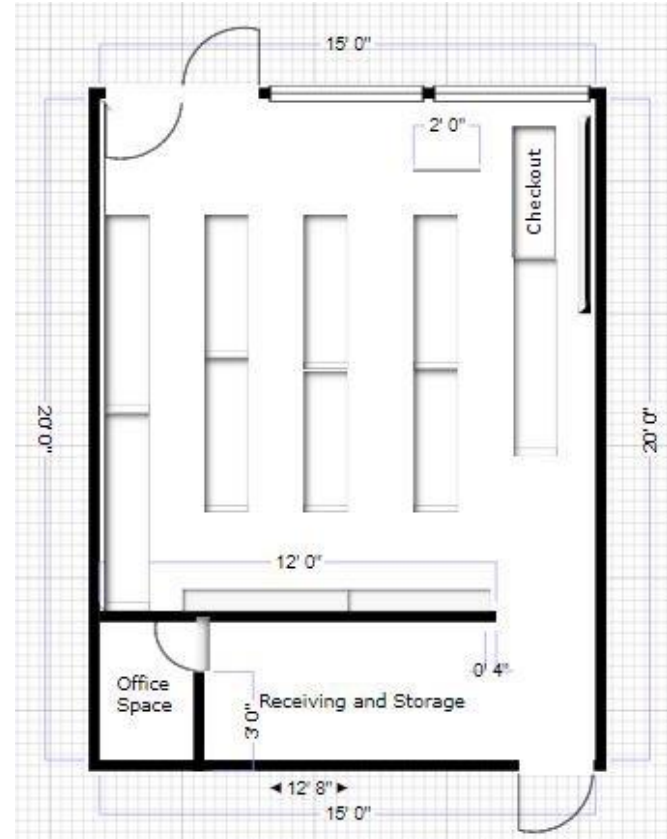 15' 0"
2' 0"
Checkout
20' 0"
20' 0"
12' 0"
0' 4"
Office
Space
Receiving and Storage
3' 0"
12' 8"
15' 0"